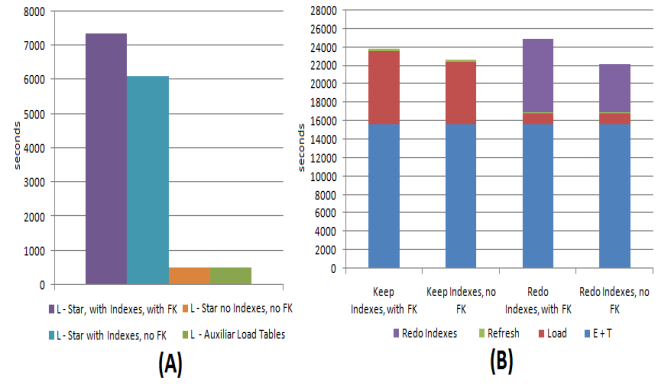 8000
7000
6000
5000
4000
3000
2000
1000
0
seconds
L - Star, with Indexes, with FK
L - Star no Indexes, no FK
L - Star with Indexes, no FK
L - Auxiliar Load Tables
(A)
28000
26000
24000
22000
20000
18000
16000
14000
12000
10000
8000
6000
4000
2000
0
seconds
Keep Indexes, with FK
Keep Indexes, no FK
Redo Indexes, with FK
Redo Indexes, no FK
Redo Indexes
Refresh
Load
E + T
(B)